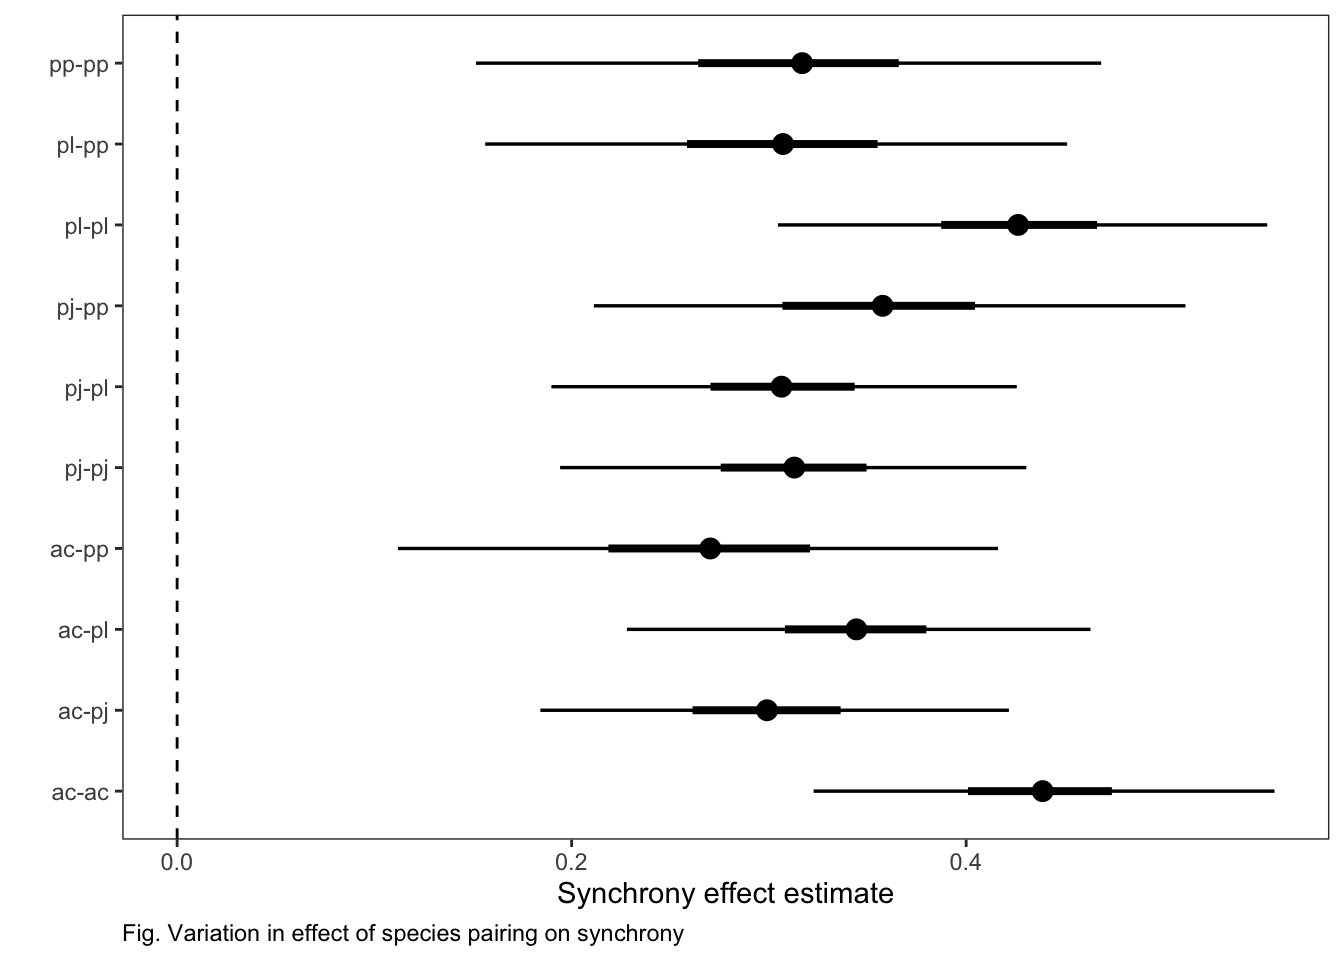 pp-pp
pl-pp
pl-pl
pj-pp
pj-pl
pj-pj
ac-pp
ac-pl
ac-pj
ac-ac
0.0 0.2 0.4
Synchrony effect estimate
Fig. Variation in effect of species pairing on synchrony